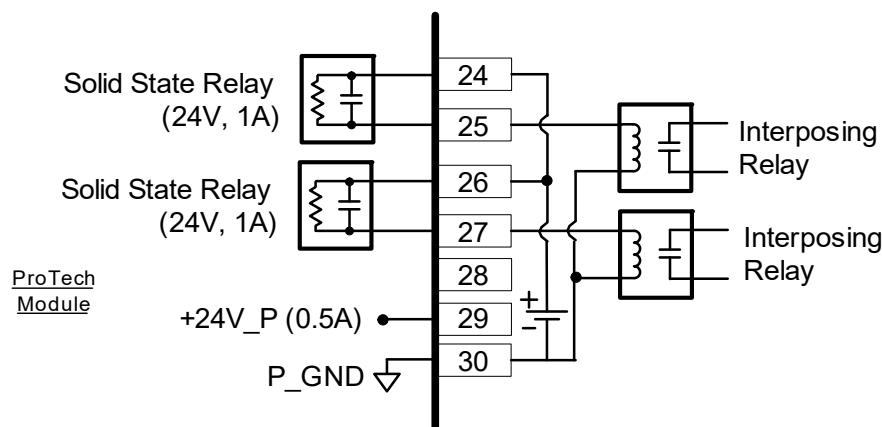 Solid State Relay
(24V, 1A)
24
25
Interposing
Relay
Solid State Relay
(24V, 1A)
26
27
Interposing
Relay
ProTech
Module
28
+24V_P (0.5A)
29
+
–
P_GND
30